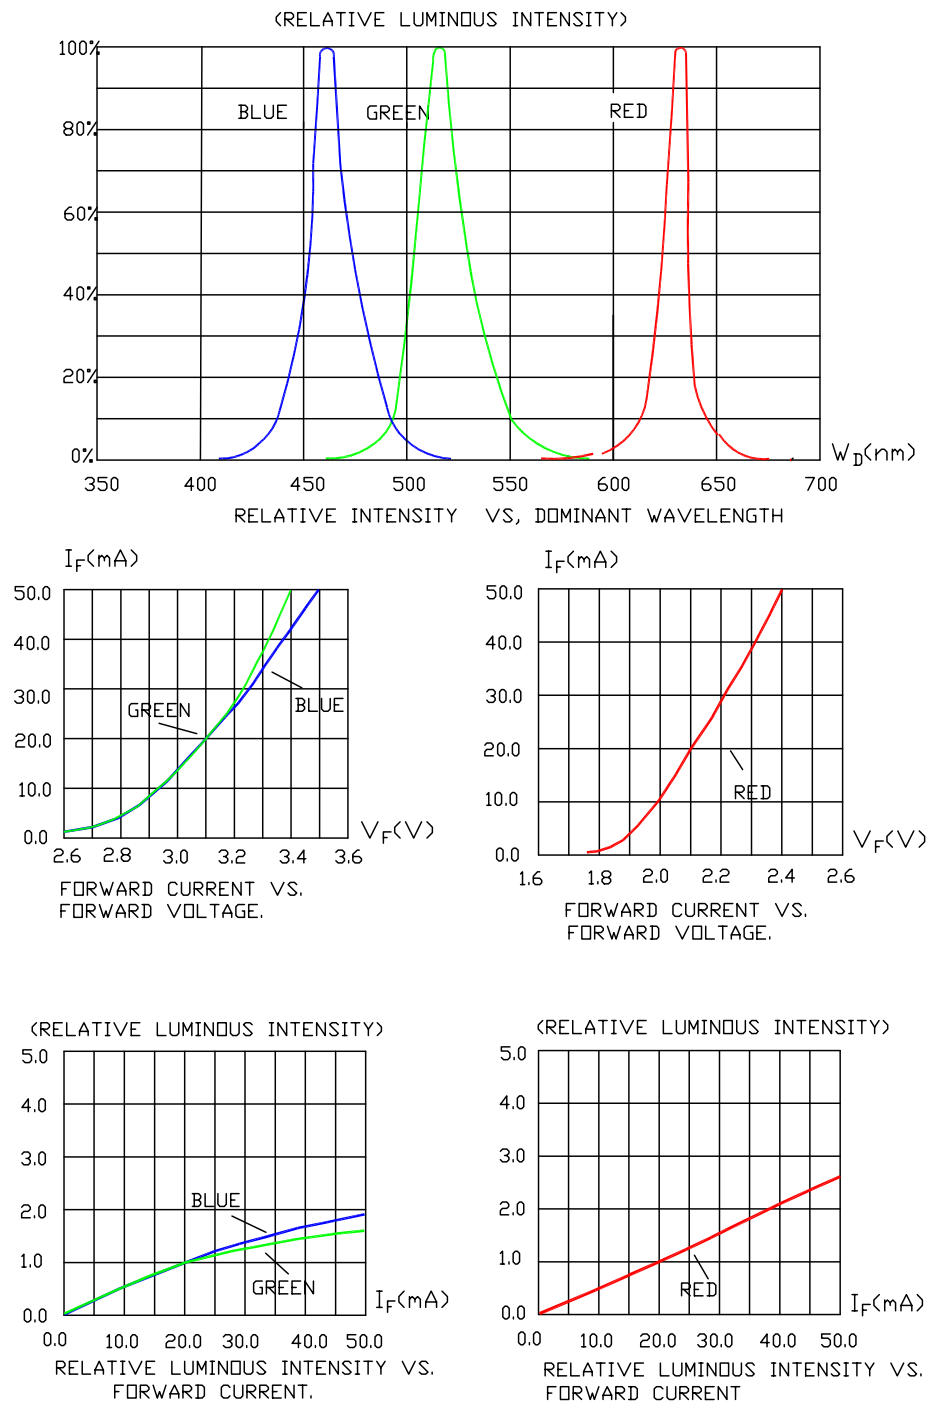 (RELATIVE LUMINOUS INTENSITY)
100%
BLUE
GREEN
RED
80%
60%
40%
20%
0%
WD(nm)
350 400 450 500 550 600 650 700
RELATIVE INTENSITY VS, DOMINANT WAVELENGTH
IF(mA)
50.0
40.0
30.0
GREEN
BLUE
20.0
10.0
0.0
VF(V)
2.6 2.8 3.0 3.2 3.4 3.6
FORWARD CURRENT VS.
FORWARD VOLTAGE.
IF(mA)
50.0
40.0
30.0
20.0
RED
10.0
0.0
VF(V)
1.6 1.8 2.0 2.2 2.4 2.6
FORWARD CURRENT VS.
FORWARD VOLTAGE.
(RELATIVE LUMINOUS INTENSITY)
5.0
4.0
3.0
BLUE
2.0
1.0
GREEN
0.0
IF(mA)
0.0 10.0 20.0 30.0 40.0 50.0
RELATIVE LUMINOUS INTENSITY VS.
FORWARD CURRENT.
(RELATIVE LUMINOUS INTENSITY)
5.0
4.0
3.0
2.0
1.0
RED
0.0
IF(mA)
0.0 10.0 20.0 30.0 40.0 50.0
RELATIVE LUMINOUS INTENSITY VS.
FORWARD CURRENT